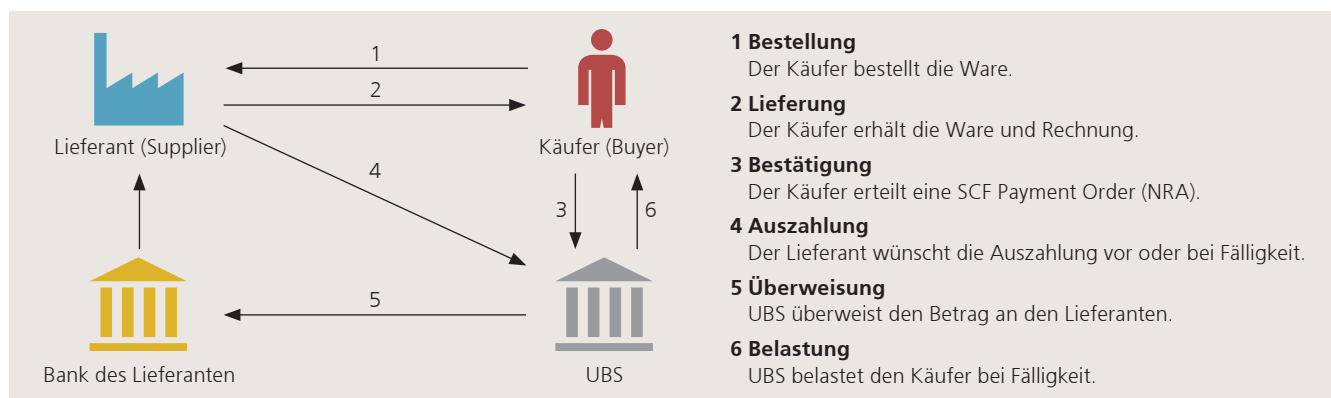 1
2
Lieferant (Supplier)
Käufer (Buyer)
4
3
6
5
Bank des Lieferanten
UBS
1 Bestellung
Der Käufer bestellt die Ware.
2 Lieferung
Der Käufer erhält die Ware und Rechnung.
3 Bestätigung
Der Käufer erteilt eine SCF Payment Order (NRA).
4 Auszahlung
Der Lieferant wünscht die Auszahlung vor oder bei Fälligkeit.
5 Überweisung
UBS überweist den Betrag an den Lieferanten.
6 Belastung
UBS belastet den Käufer bei Fälligkeit.